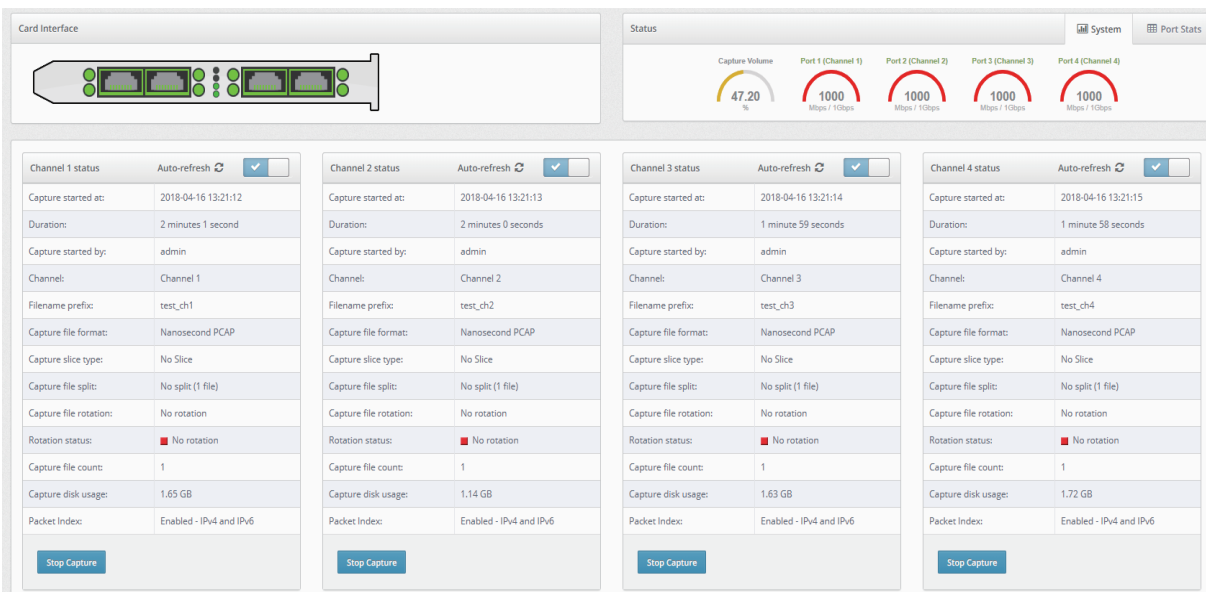 Card Interface
Status
System
Port Stats
Capture Volume
47.20
%
Port 1 (Channel 1)
1000
Mbps / 1Gbps
Port 2 (Channel 2)
1000
Mbps / 1Gbps
Port 3 (Channel 3)
1000
Mbps / 1Gbps
Port 4 (Channel 4)
1000
Mbps / 1Gbps
Channel 1 status Auto-refresh
Capture started at: 2018-04-16 13:21:12
Duration: 2 minutes 1 second
Capture started by: admin
Channel: Channel 1
Filename prefix: test_ch1
Capture file format: Nanosecond PCAP
Capture slice type: No Slice
Capture file split: No split (1 file)
Capture file rotation: No rotation
Rotation status: No rotation
Capture file count: 1
Capture disk usage: 1.65 GB
Packet Index: Enabled - IPv4 and IPv6
Stop Capture
Channel 2 status Auto-refresh
Capture started at: 2018-04-16 13:21:13
Duration: 2 minutes 0 seconds
Capture started by: admin
Channel: Channel 2
Filename prefix: test_ch2
Capture file format: Nanosecond PCAP
Capture slice type: No Slice
Capture file split: No split (1 file)
Capture file rotation: No rotation
Rotation status: No rotation
Capture file count: 1
Capture disk usage: 1.14 GB
Packet Index: Enabled - IPv4 and IPv6
Stop Capture
Channel 3 status Auto-refresh
Capture started at: 2018-04-16 13:21:14
Duration: 1 minute 59 seconds
Capture started by: admin
Channel: Channel 3
Filename prefix: test_ch3
Capture file format: Nanosecond PCAP
Capture slice type: No Slice
Capture file split: No split (1 file)
Capture file rotation: No rotation
Rotation status: No rotation
Capture file count: 1
Capture disk usage: 1.63 GB
Packet Index: Enabled - IPv4 and IPv6
Stop Capture
Channel 4 status Auto-refresh
Capture started at: 2018-04-16 13:21:15
Duration: 1 minute 58 seconds
Capture started by: admin
Channel: Channel 4
Filename prefix: test_ch4
Capture file format: Nanosecond PCAP
Capture slice type: No Slice
Capture file split: No split (1 file)
Capture file rotation: No rotation
Rotation status: No rotation
Capture file count: 1
Capture disk usage: 1.72 GB
Packet Index: Enabled - IPv4 and IPv6
Stop Capture